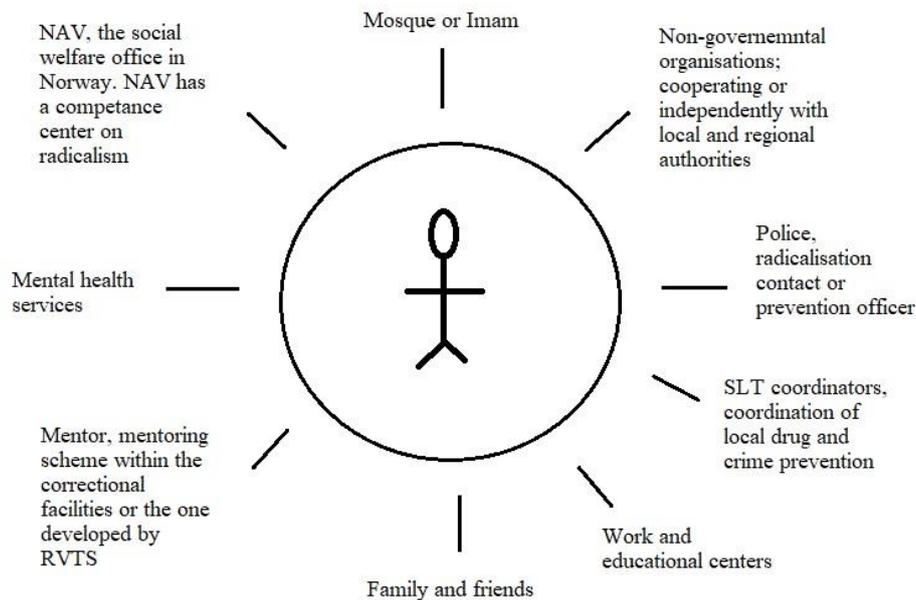 Mosque or Imam
NAV, the social
welfare office in
Norway. NAV has
a competance
center on
radicalism
Non-governemntal
organisations;
cooperating or
independently with
local and regional
authorities
Mental health
services
Police,
radicalisation
contact or
prevention officer
SLT coordinators,
coordination of
local drug and
crime prevention
Mentor, mentoring
scheme within the
correctional
facilities or the one
developed by
RVTS
Work and
educational centers
Family and friends